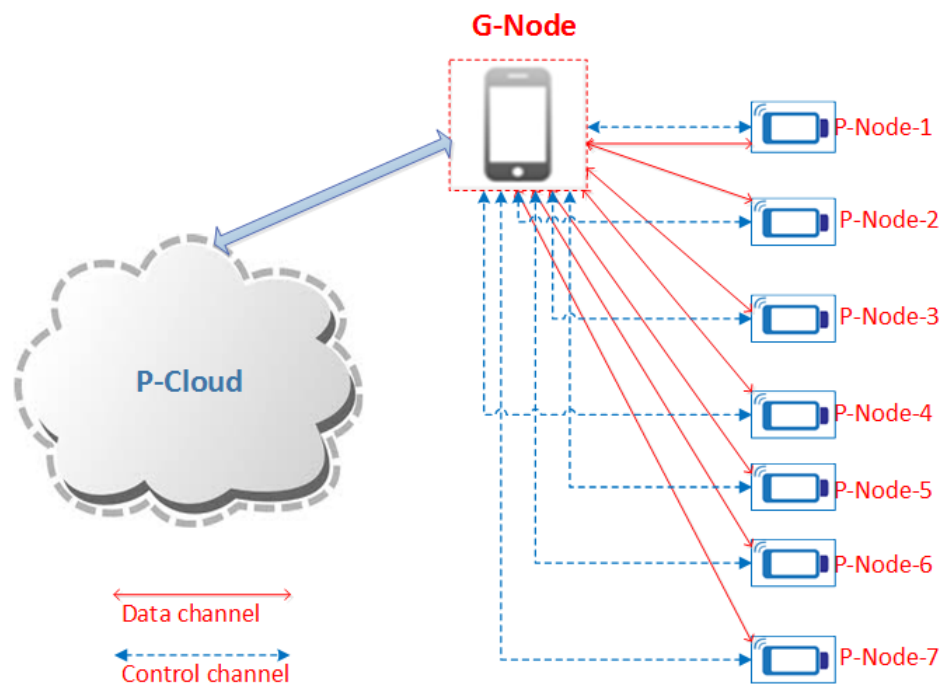 G-Node
P-Node-1
P-Node-2
P-Node-3
P-Cloud
P-Node-4
P-Node-5
P-Node-6
Data channel
P-Node-7
Control channel